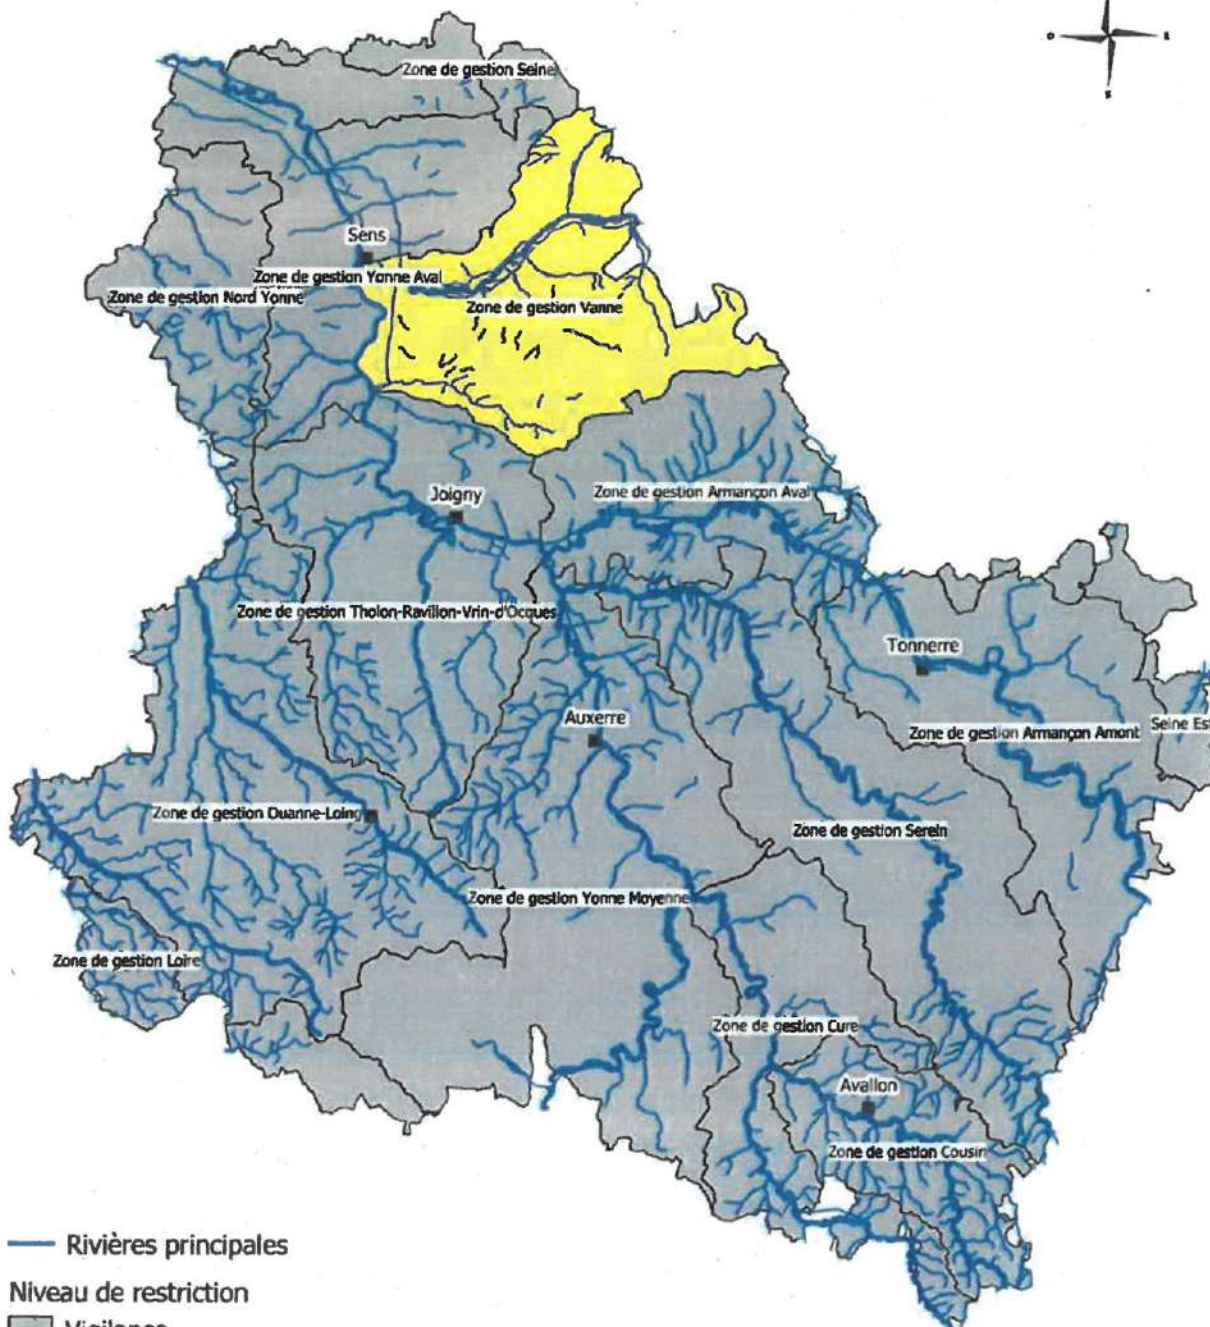 O
E
S
Zone de gestion Seine
Sens
Zone de gestion Yonne Aval
Zone de gestion Nord Yonne
Zone de gestion Vanne
Joigny
Zone de gestion Armançon Aval
Zone de gestion Tholon-Ravillon-Vrin-d'Ocques
Tonnerre
Auxerre
Zone de gestion Armançon Amont
Seine Est
Zone de gestion Ouanne-Loing
Zone de gestion Serein
Zone de gestion Yonne Moyenne
Zone de gestion Loire
Zone de gestion Cure
Avallon
Zone de gestion Cousin
Rivières principales
Niveau de restriction
Vigilance